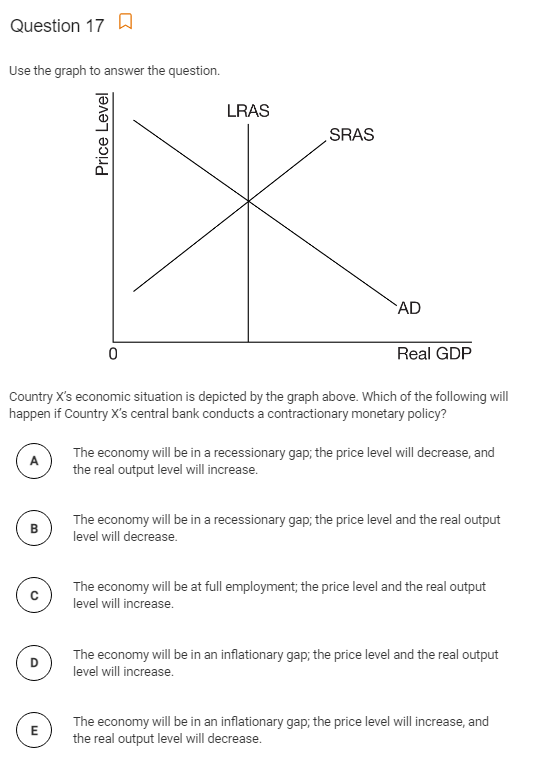 Question 17
Use the graph to answer the question.
Price Level
LRAS
SRAS
AD
0
Real GDP
Country X's economic situation is depicted by the graph above. Which of the following will
happen if Country X's central bank conducts a contractionary monetary policy?
A
The economy will be in a recessionary gap; the price level will decrease, and
the real output level will increase.
B
The economy will be in a recessionary gap; the price level and the real output
level will decrease.
C
The economy will be at full employment; the price level and the real output
level will increase.
D
The economy will be in an inflationary gap; the price level and the real output
level will increase.
E
The economy will be in an inflationary gap; the price level will increase, and
the real output level will decrease.